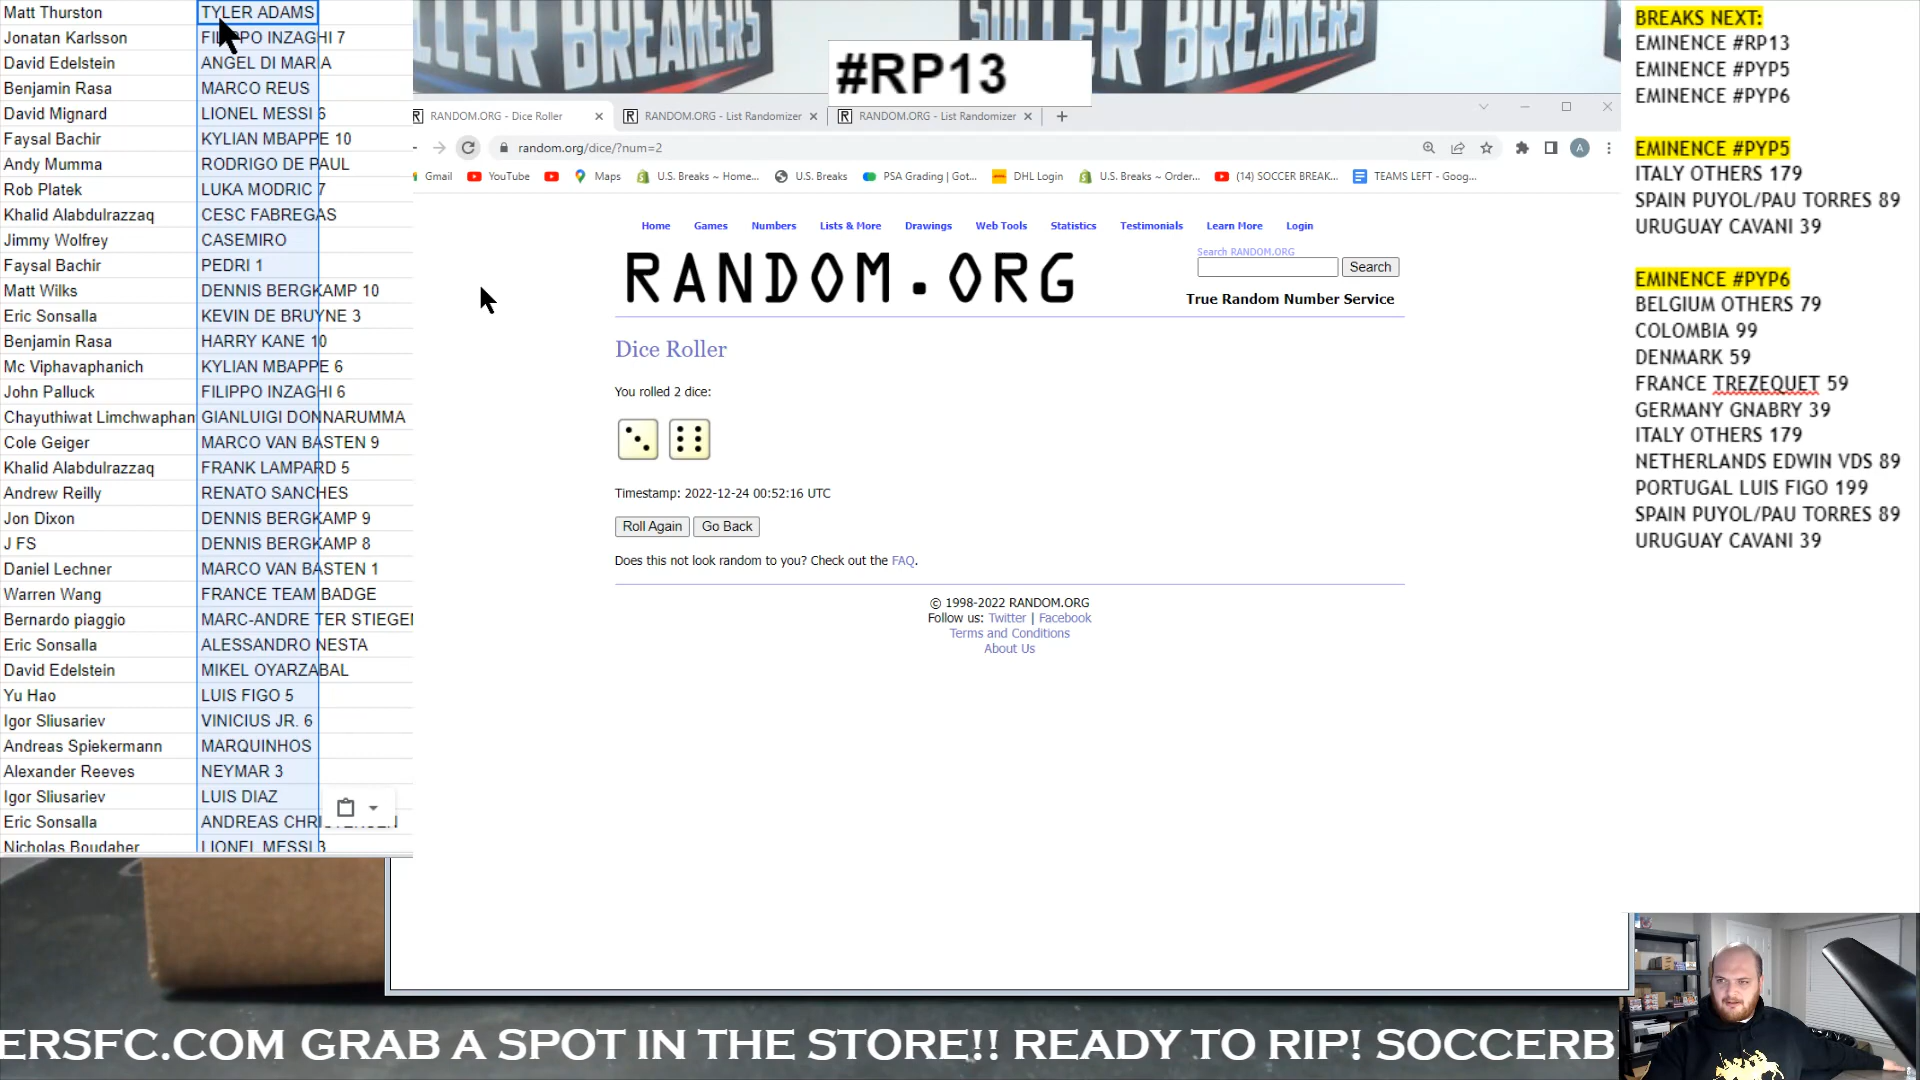 Matt Thurston TYLER ADAMS
Jonatan Karlsson FILIPPO INZAGHI 7
David Edelstein ANGEL DI MARIA
Benjamin Rasa MARCO REUS
David Mignard LIONEL MESSI 6
Faysal Bachir KYLIAN MBAPPE 10
Andy Mumma RODRIGO DE PAUL
Rob Platek LUKA MODRIC 7
Khalid Alabdulrazzaq CESC FABREGAS
Jimmy Wolfrey CASEMIRO
Faysal Bachir PEDRI 1
Matt Wilks DENNIS BERGKAMP 10
Eric Sonsalla KEVIN DE BRUYNE 3
Benjamin Rasa HARRY KANE 10
Mc Viphavaphanich KYLIAN MBAPPE 6
John Palluck FILIPPO INZAGHI 6
Chayuthiwat Limchwaphan GIANLUIGI DONNARUMMA
Cole Geiger MARCO VAN BASTEN 9
Khalid Alabdulrazzaq FRANK LAMPARD 5
Andrew Reilly RENATO SANCHES
Jon Dixon DENNIS BERGKAMP 9
J FS DENNIS BERGKAMP 8
Daniel Lechner MARCO VAN BASTEN 1
Warren Wang FRANCE TEAM BADGE
Bernardo piaggio MARC-ANDRE TER STIEGEN
Eric Sonsalla ALESSANDRO NESTA
David Edelstein MIKEL OYARZABAL
Yu Hao LUIS FIGO 5
Igor Sliusariev VINICIUS JR. 6
Andreas Spiekermann MARQUINHOS
Alexander Reeves NEYMAR 3
Igor Sliusariev LUIS DIAZ
Eric Sonsalla ANDREAS
Nicholas Boudaher LIONEL MESSI 3
BREAKERS
#RP13
RANDOM.ORG - Dice Roller
RANDOM.ORG - List Randomizer
RANDOM.ORG - List Randomizer
random.org/dice/?num=2
A
Gmail YouTube Maps U.S. Breaks ~ Home... U.S. Breaks PSA Grading | Got... DHL Login U.S. Breaks ~ Order... (14) SOCCER BREAK... TEAMS LEFT - Goog...
Home Games Numbers Lists & More Drawings Web Tools Statistics Testimonials Learn More Login
RANDOM.ORG
Search RANDOM.ORG
Search
True Random Number Service
Dice Roller
You rolled 2 dice:
Timestamp: 2022-12-24 00:52:16 UTC
Roll Again Go Back
Does this not look random to you? Check out the FAQ.
© 1998-2022 RANDOM.ORG
Follow us: Twitter | Facebook
Terms and Conditions
About Us
BREAKS NEXT:
EMINENCE #RP13
EMINENCE #PYP5
EMINENCE #PYP6
EMINENCE #PYP5
ITALY OTHERS 179
SPAIN PUYOL/PAU TORRES 89
URUGUAY CAVANI 39
EMINENCE #PYP6
BELGIUM OTHERS 79
COLOMBIA 99
DENMARK 59
FRANCE TREZEQUET 59
GERMANY GNABRY 39
ITALY OTHERS 179
NETHERLANDS EDWIN VDS 89
PORTUGAL LUIS FIGO 199
SPAIN PUYOL/PAU TORRES 89
URUGUAY CAVANI 39
ERSFC.COM GRAB A SPOT IN THE STORE!! READY TO RIP! SOCCERB